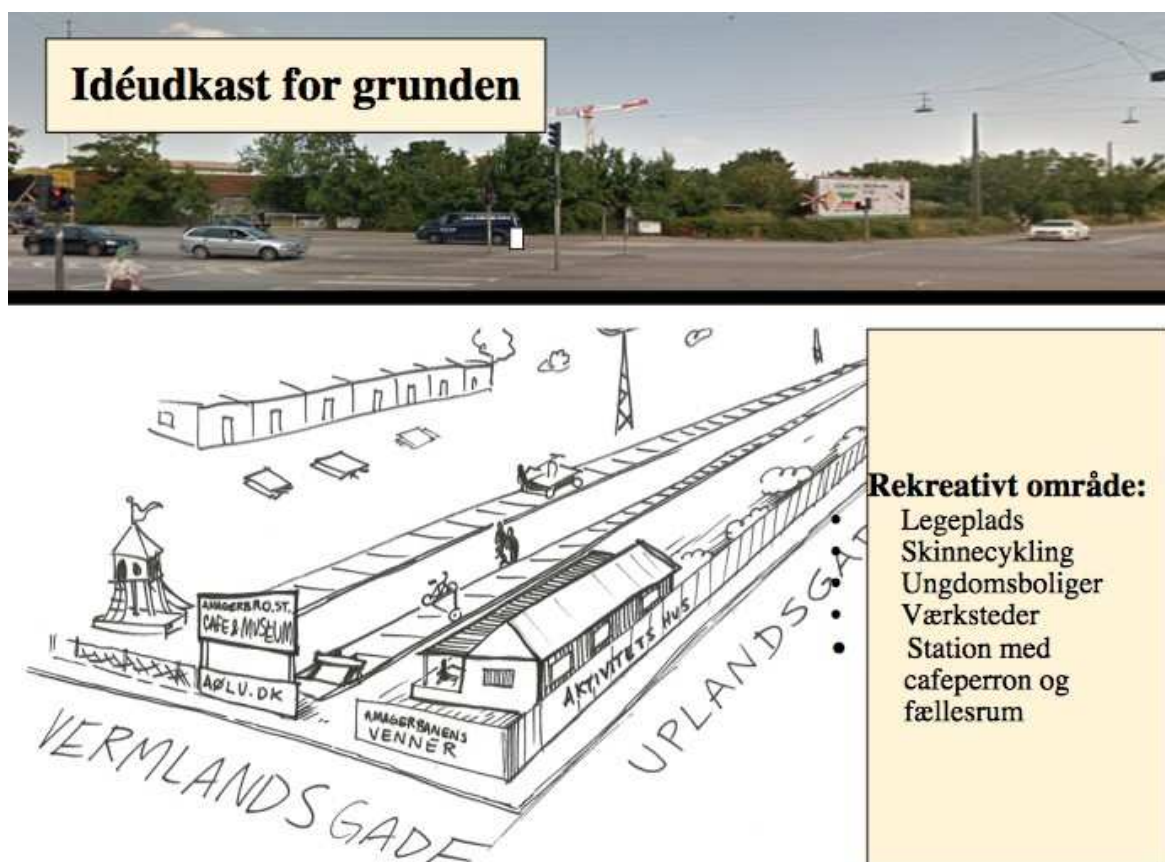 Idéudkast for grunden
AMAGERBRO.ST.
CAFE & MUSEUM
AØLU.DK
AMAGERBANENS
VENNER
AKTIVITETS HUS
VERMLANDSGADE
UPLANDSGAD
Rekreativt område:
• Legeplads
• Skinnecykling
• Ungdomsboliger
• Værksteder
• Station med
cafeperron og
fællesrum